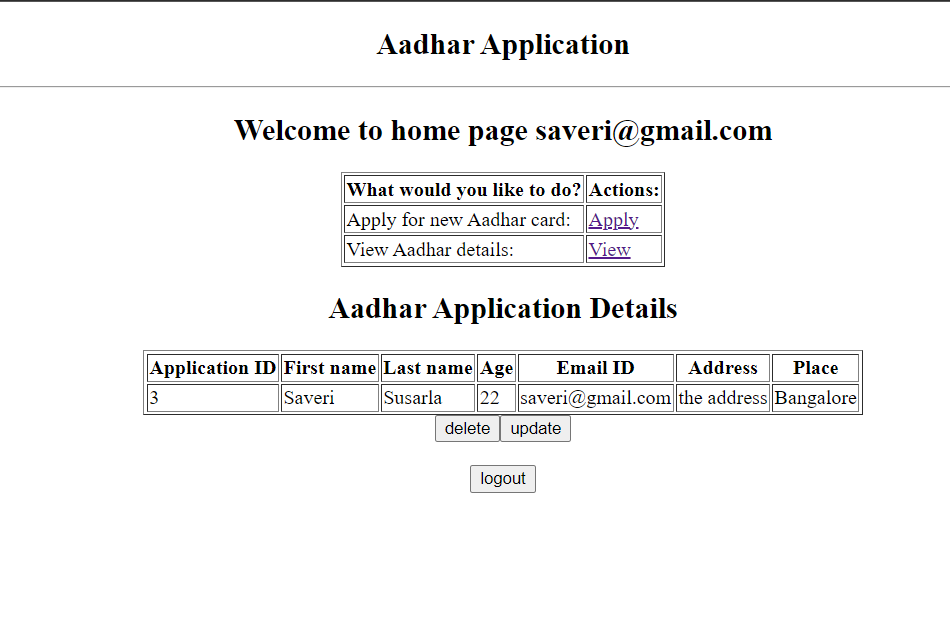 Aadhar Application
Welcome to home page saveri@gmail.com
What would you like to do? Actions:
Apply for new Aadhar card: Apply
View Aadhar details: View
Aadhar Application Details
Application ID First name Last name Age Email ID Address Place
3 Saveri Susarla 22 saveri@gmail.com the address Bangalore
delete update
logout